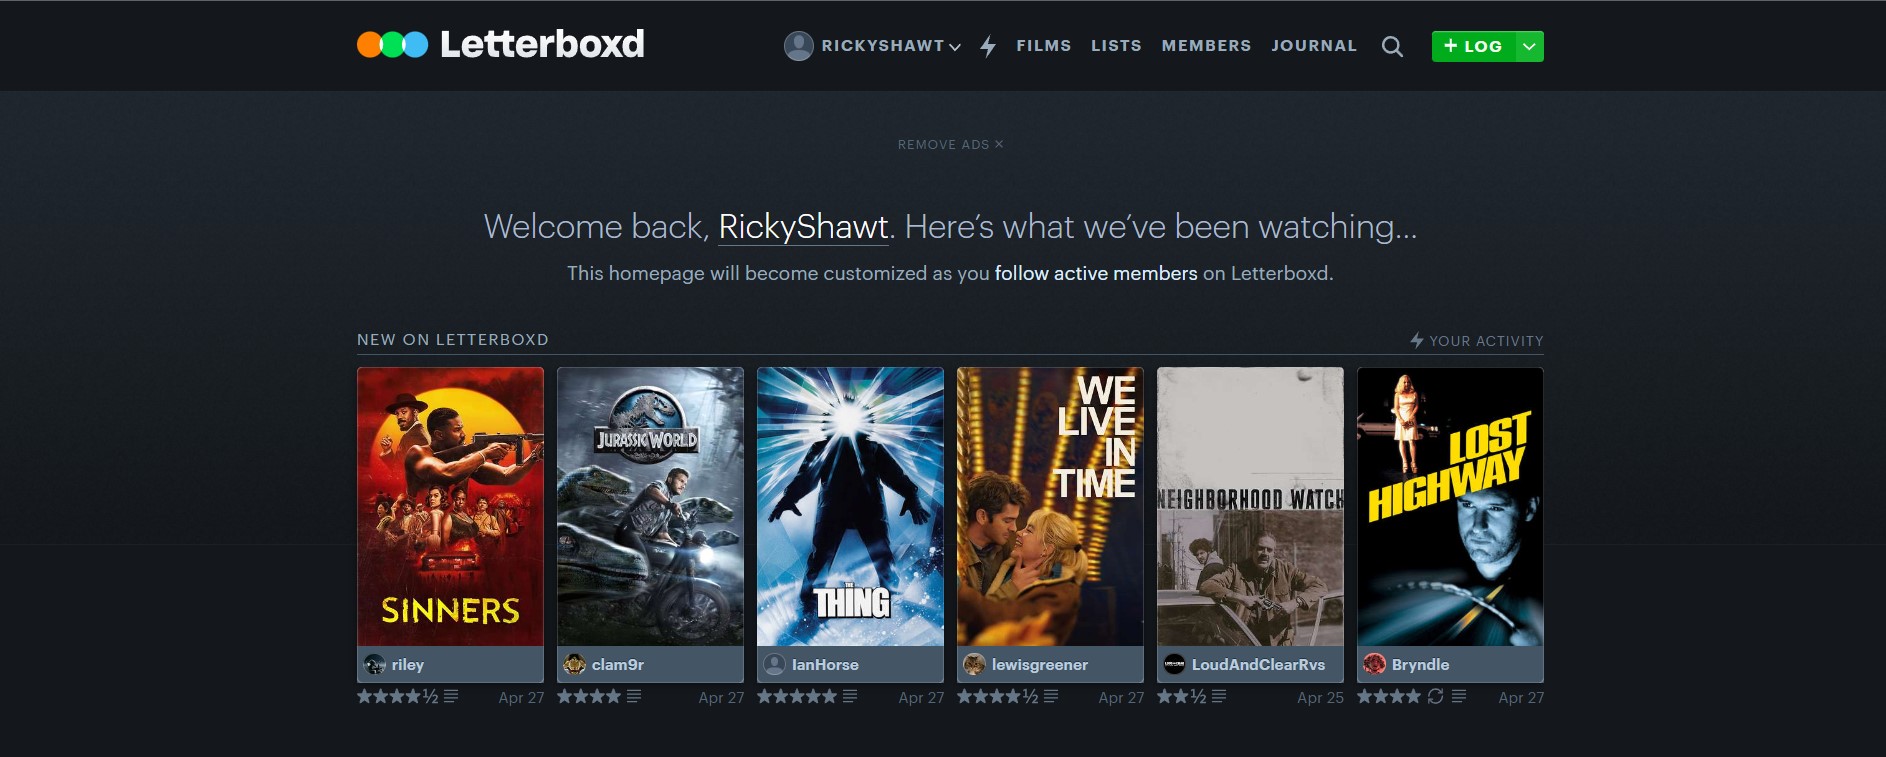 Letterboxd
RICKYSHAWT FILMS LISTS MEMBERS JOURNAL + LOG
REMOVE ADS ×
Welcome back, RickyShawt. Here’s what we’ve been watching…
This homepage will become customized as you follow active members on Letterboxd.
NEW ON LETTERBOXD
YOUR ACTIVITY
SINNERS
JURASSIC WORLD
THE
THING
WE
LIVE
IN
TIME
NEIGHBORHOOD WATCH
LOST
HIGHWAY
riley
clam9r
IanHorse
lewisgreener
LoudAndClearRvs
Bryndle
★★★★½ Apr 27
★★★★ Apr 27
★★★★★ Apr 27
★★★★½ Apr 27
★★½ Apr 25
★★★★ Apr 27